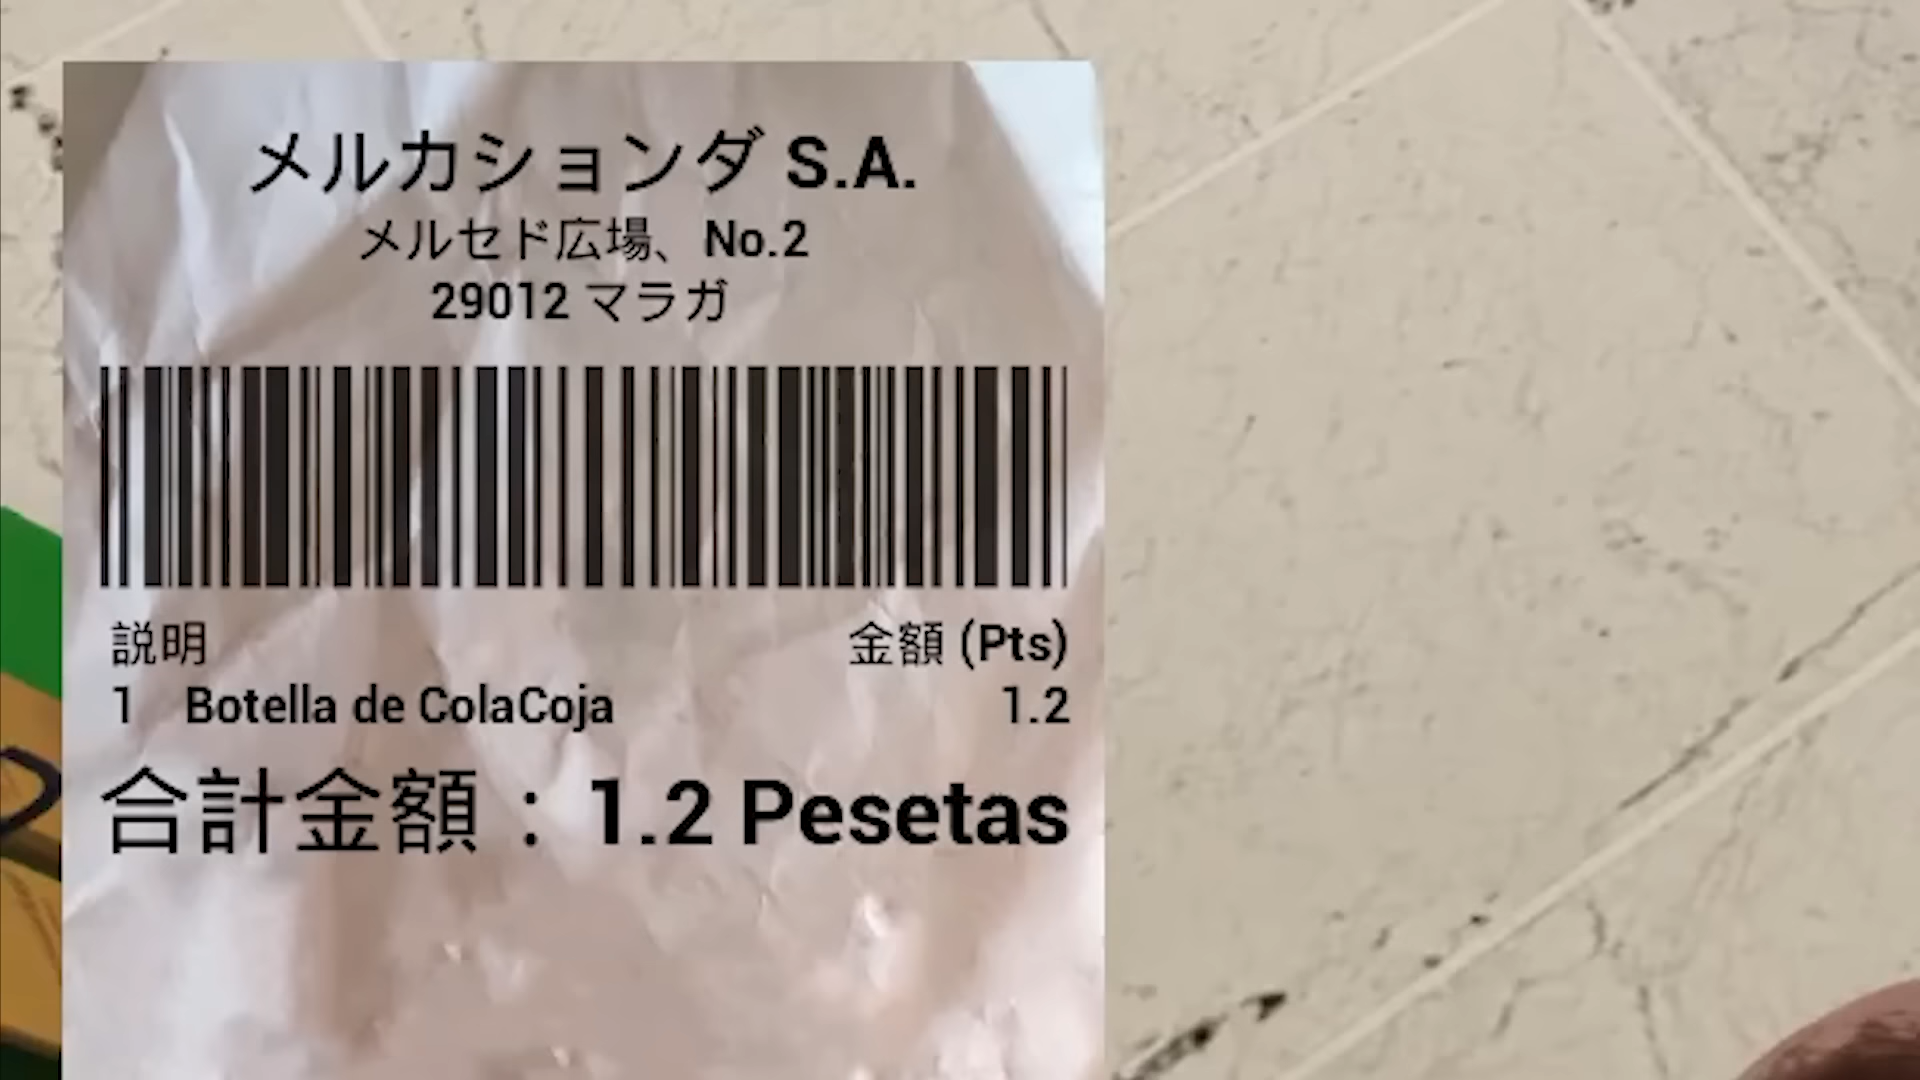 メルカションダ S.A.
メルセド広場、No.2
29012 マラガ
説明 金額 (Pts)
1 Botella de ColaCoja 1.2
合計金額：1.2 Pesetas